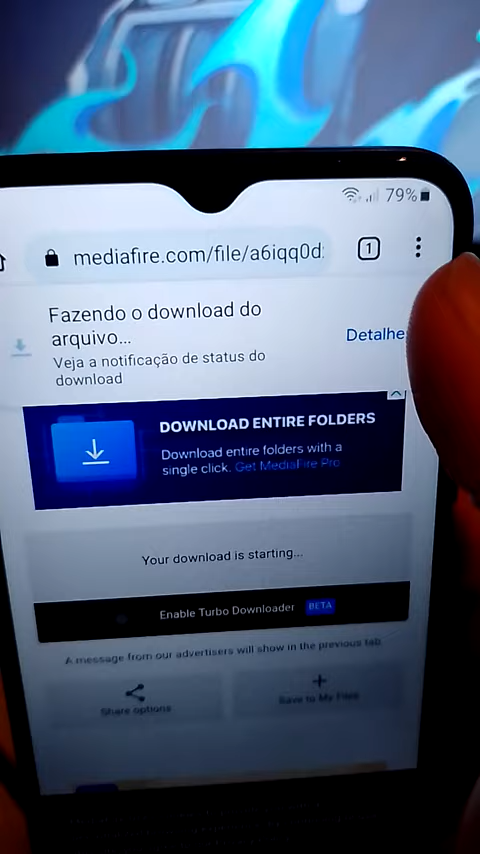 79%
mediafire.com/file/a6iqq0d
1
Fazendo o download do
arquivo...
Detalhe
Veja a notificação de status do
download
DOWNLOAD ENTIRE FOLDERS
Download entire folders with a
single click. Get MediaFire Pro
Your download is starting...
Enable Turbo Downloader BETA
A message from our advertisers will show in the previous tab
Share options
Save to My Files